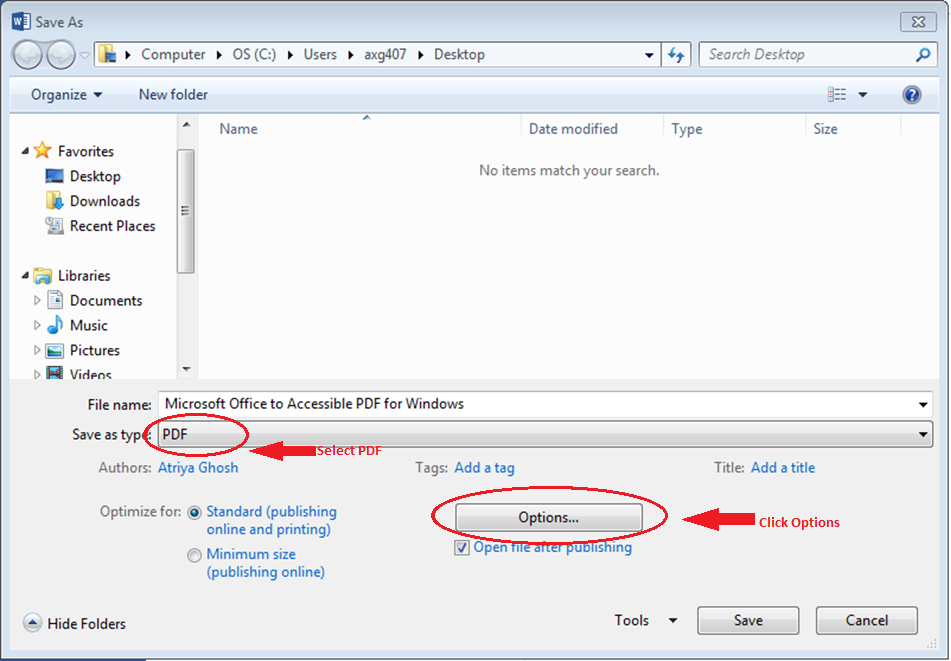 Save As
Computer OS (C:) Users axg407 Desktop
Search Desktop
Organize New folder
Name Date modified Type Size
No items match your search.
Favorites
Desktop
Downloads
Recent Places
Libraries
Documents
Music
Pictures
Videos
File name: Microsoft Office to Accessible PDF for Windows
Save as type: PDF
Select PDF
Authors: Atriya Ghosh Tags: Add a tag Title: Add a title
Optimize for: Standard (publishing
online and printing)
Minimum size
(publishing online)
Options...
Click Options
Open file after publishing
Hide Folders Tools Save Cancel